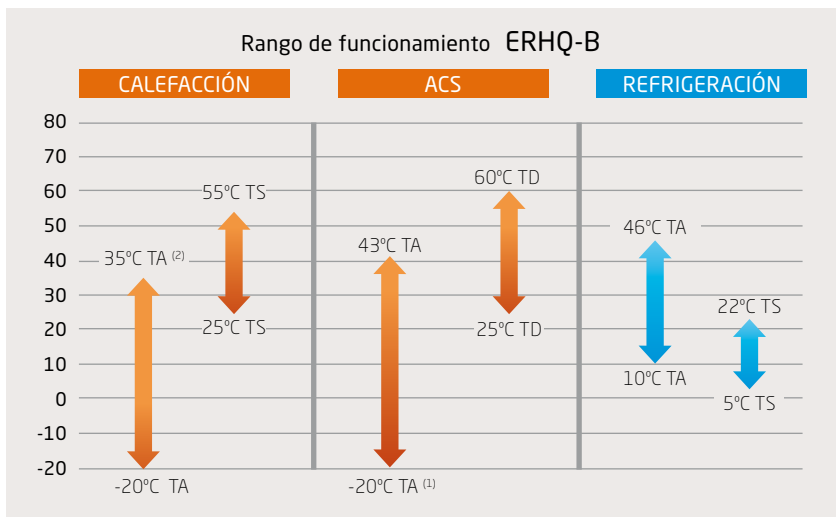 Rango de funcionamiento ERHQ-B
CALEFACCIÓN
ACS
REFRIGERACIÓN
80
70
60
50
40
30
20
10
0
-10
-20
55ºC TS
35ºC TA (2)
25ºC TS
-20ºC TA
60ºC TD
43ºC TA
25ºC TD
-20ºC TA (1)
46ºC TA
22ºC TS
10ºC TA
5ºC TS